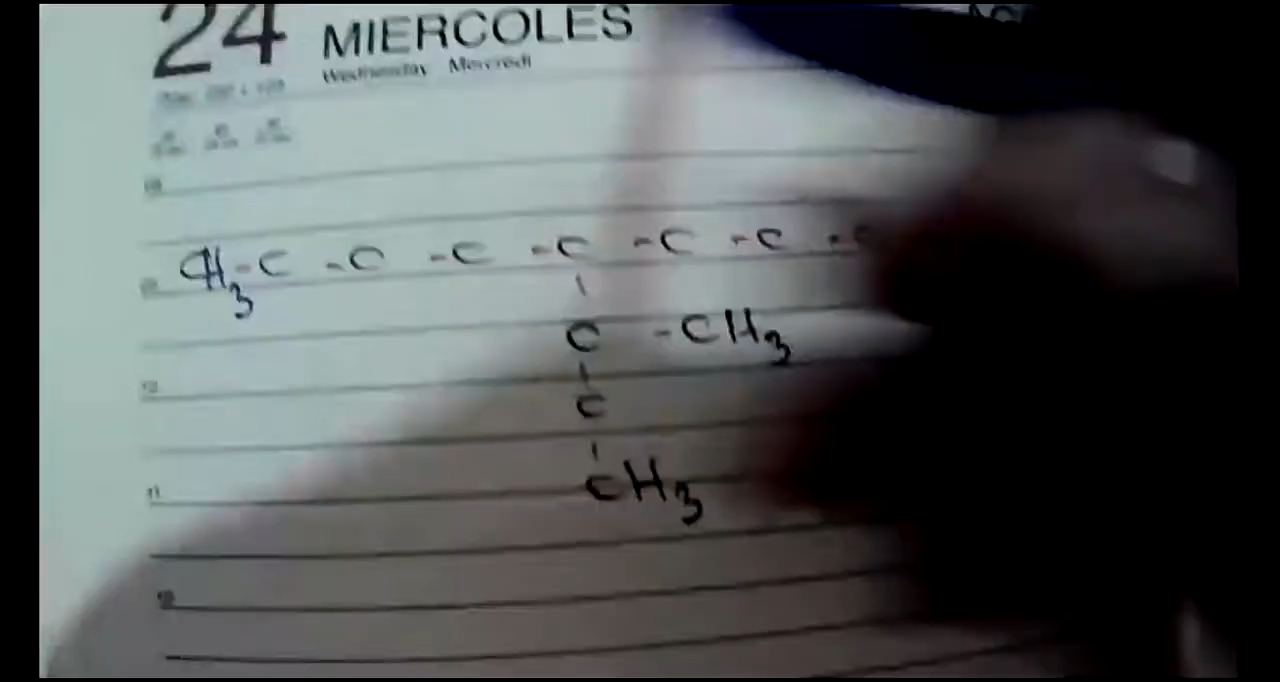 24 MIERCOLES
Wednesday Mercredi
CH3-C -C -C -C -C -C -C
C -CH3
C
CH3